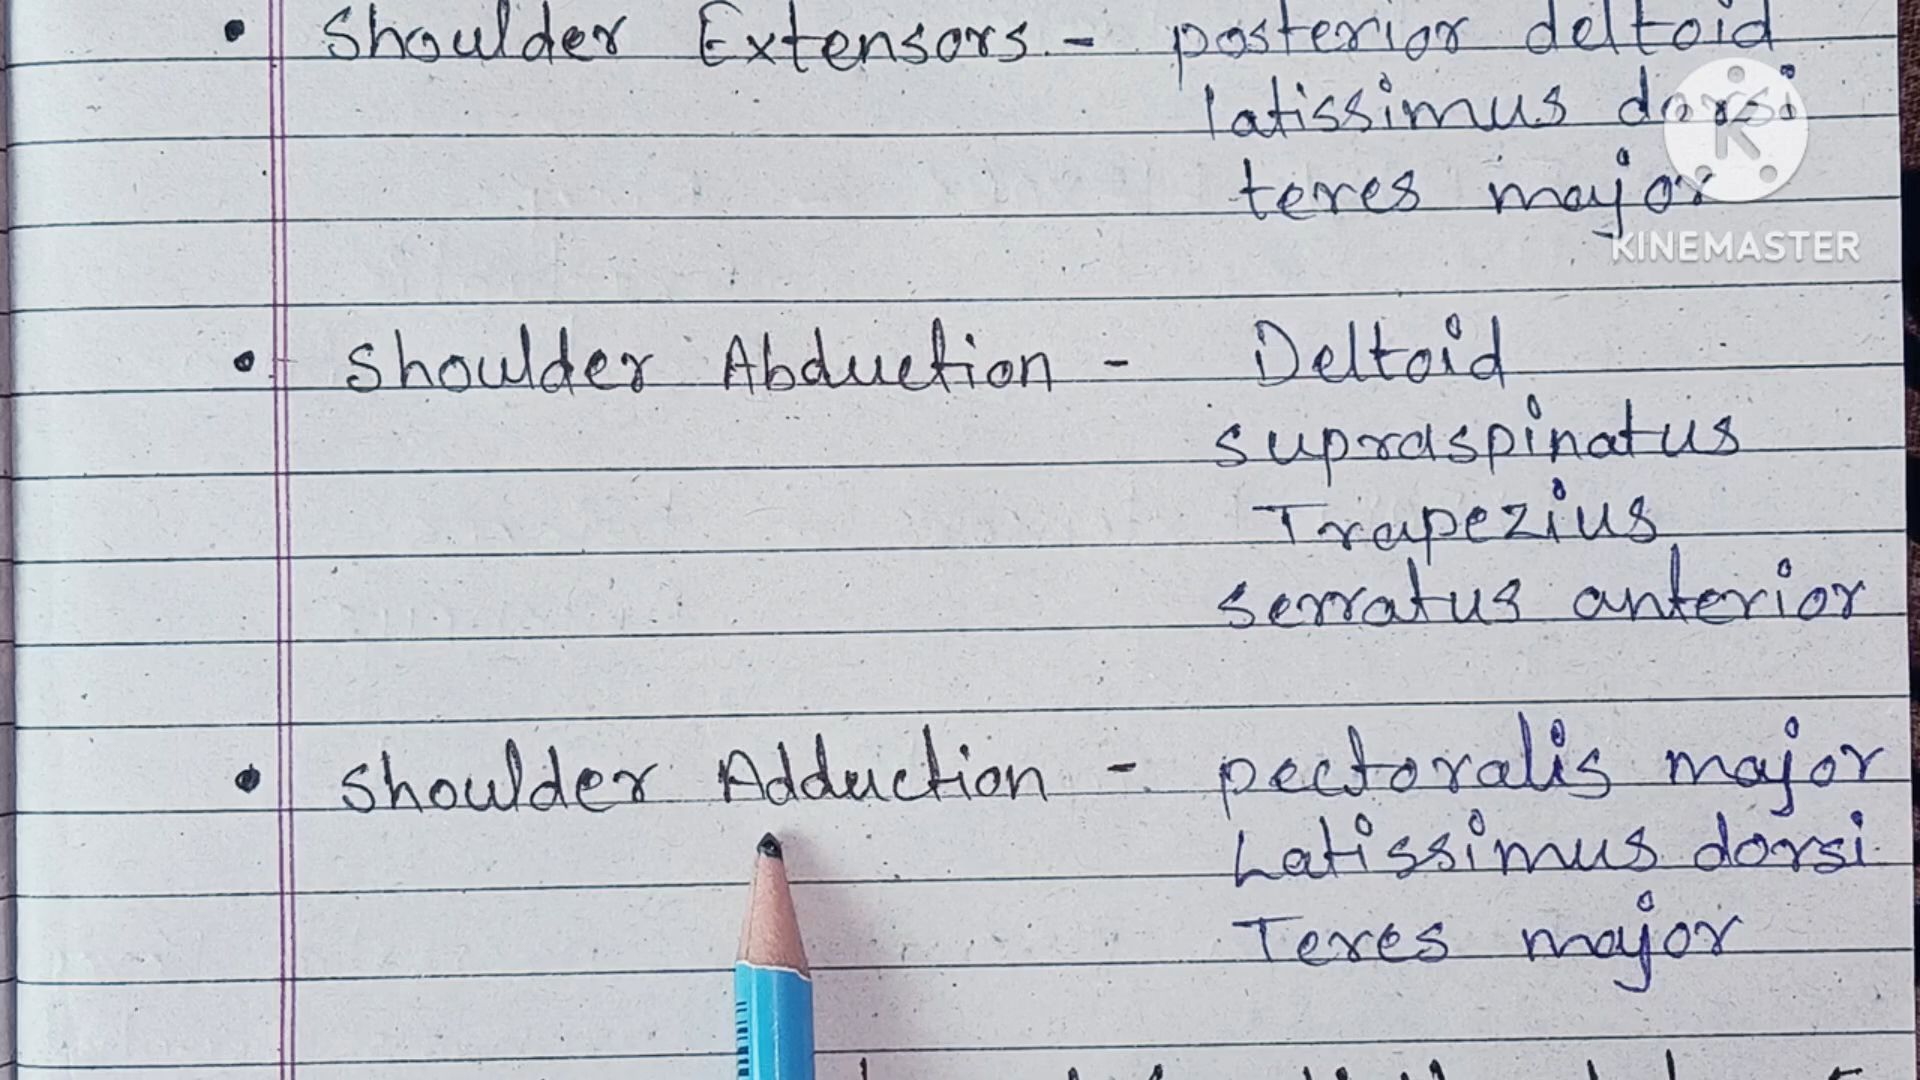 • Shoulder Extensors - posterior deltoid
latissimus dorsi
teres major
KINEMASTER
• Shoulder Abduction - Deltoid
supraspinatus
Trapezius
serratus anterior
• Shoulder Adduction - pectoralis major
Latissimus dorsi
Teres major